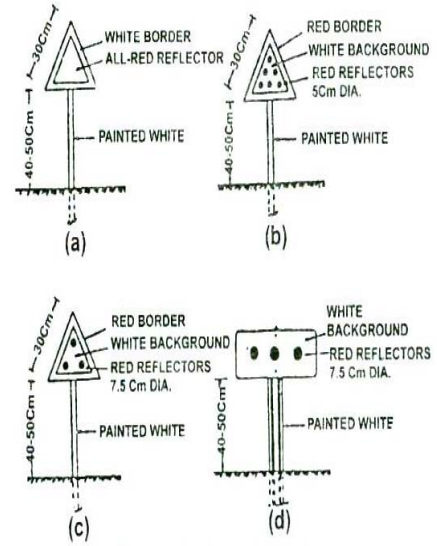 30Cm
WHITE BORDER
ALL-RED REFLECTOR
40-50Cm
PAINTED WHITE
(a)
30Cm
RED BORDER
WHITE BACKGROUND
RED REFLECTORS
5Cm DIA.
40-50Cm
PAINTED WHITE
(b)
30Cm
RED BORDER
WHITE BACKGROUND
RED REFLECTORS
7.5 Cm DIA.
40-50Cm
PAINTED WHITE
(c)
WHITE
BACKGROUND
RED REFLECTORS
7.5 Cm DIA.
40-50Cm
PAINTED WHITE
(d)